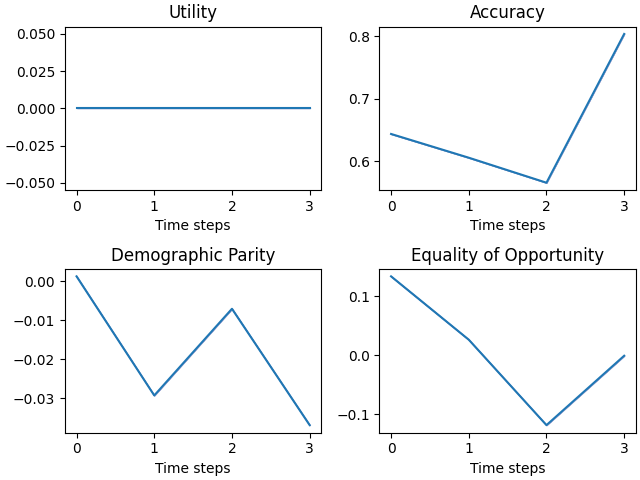 Utility
0.050
0.025
0.000
−0.025
−0.050
0 1 2 3
Time steps
Accuracy
0.8
0.7
0.6
0 1 2 3
Time steps
Demographic Parity
0.00
−0.01
−0.02
−0.03
0 1 2 3
Time steps
Equality of Opportunity
0.1
0.0
−0.1
0 1 2 3
Time steps